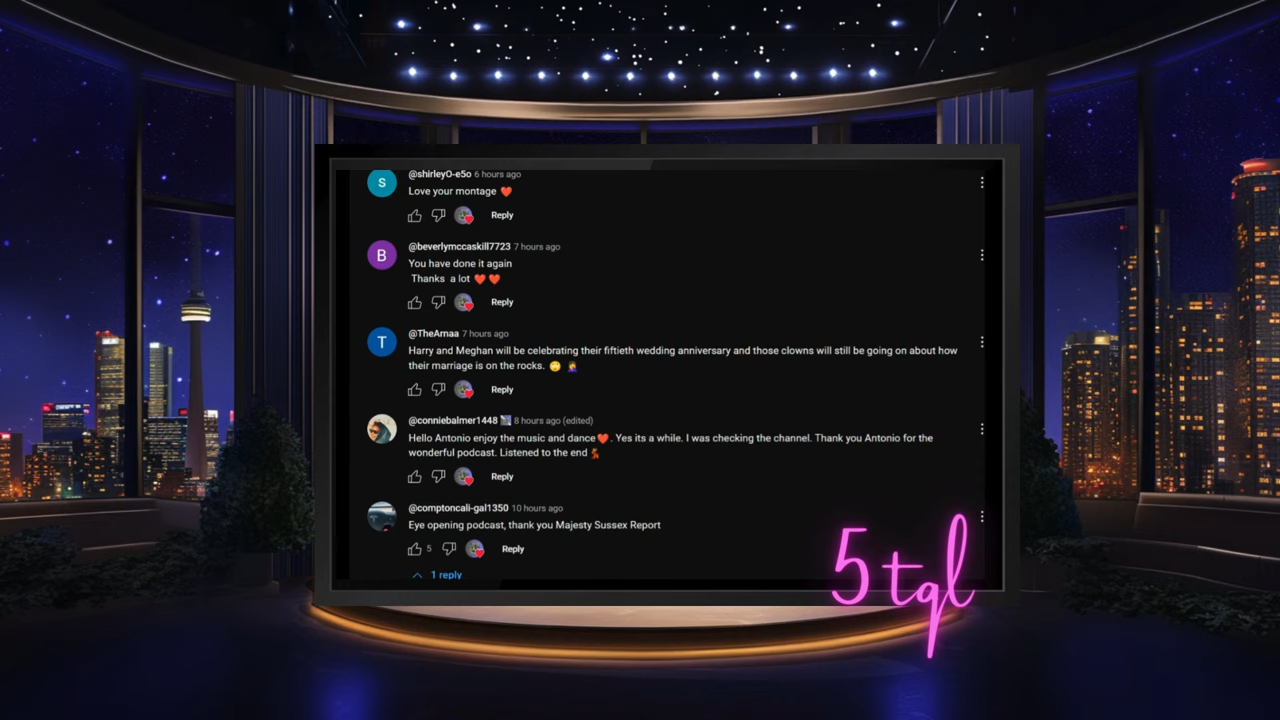 S
@shirleyO-e5o 6 hours ago
Love your montage ❤️
Reply
B
@beverlymccaskill7723 7 hours ago
You have done it again
Thanks a lot ❤️ ❤️
Reply
T
@TheAmaa 7 hours ago
Harry and Meghan will be celebrating their fiftieth wedding anniversary and those clowns will still be going on about how
their marriage is on the rocks. 🙄 🤦‍♀️
Reply
@conniebalmer1448 8 hours ago (edited)
Hello Antonio enjoy the music and dance❤️. Yes its a while. I was checking the channel. Thank you Antonio for the
wonderful podcast. Listened to the end 💃
Reply
@comptoncali-gal1350 10 hours ago
Eye opening podcast, thank you Majesty Sussex Report
5 Reply
1 reply
5 tql